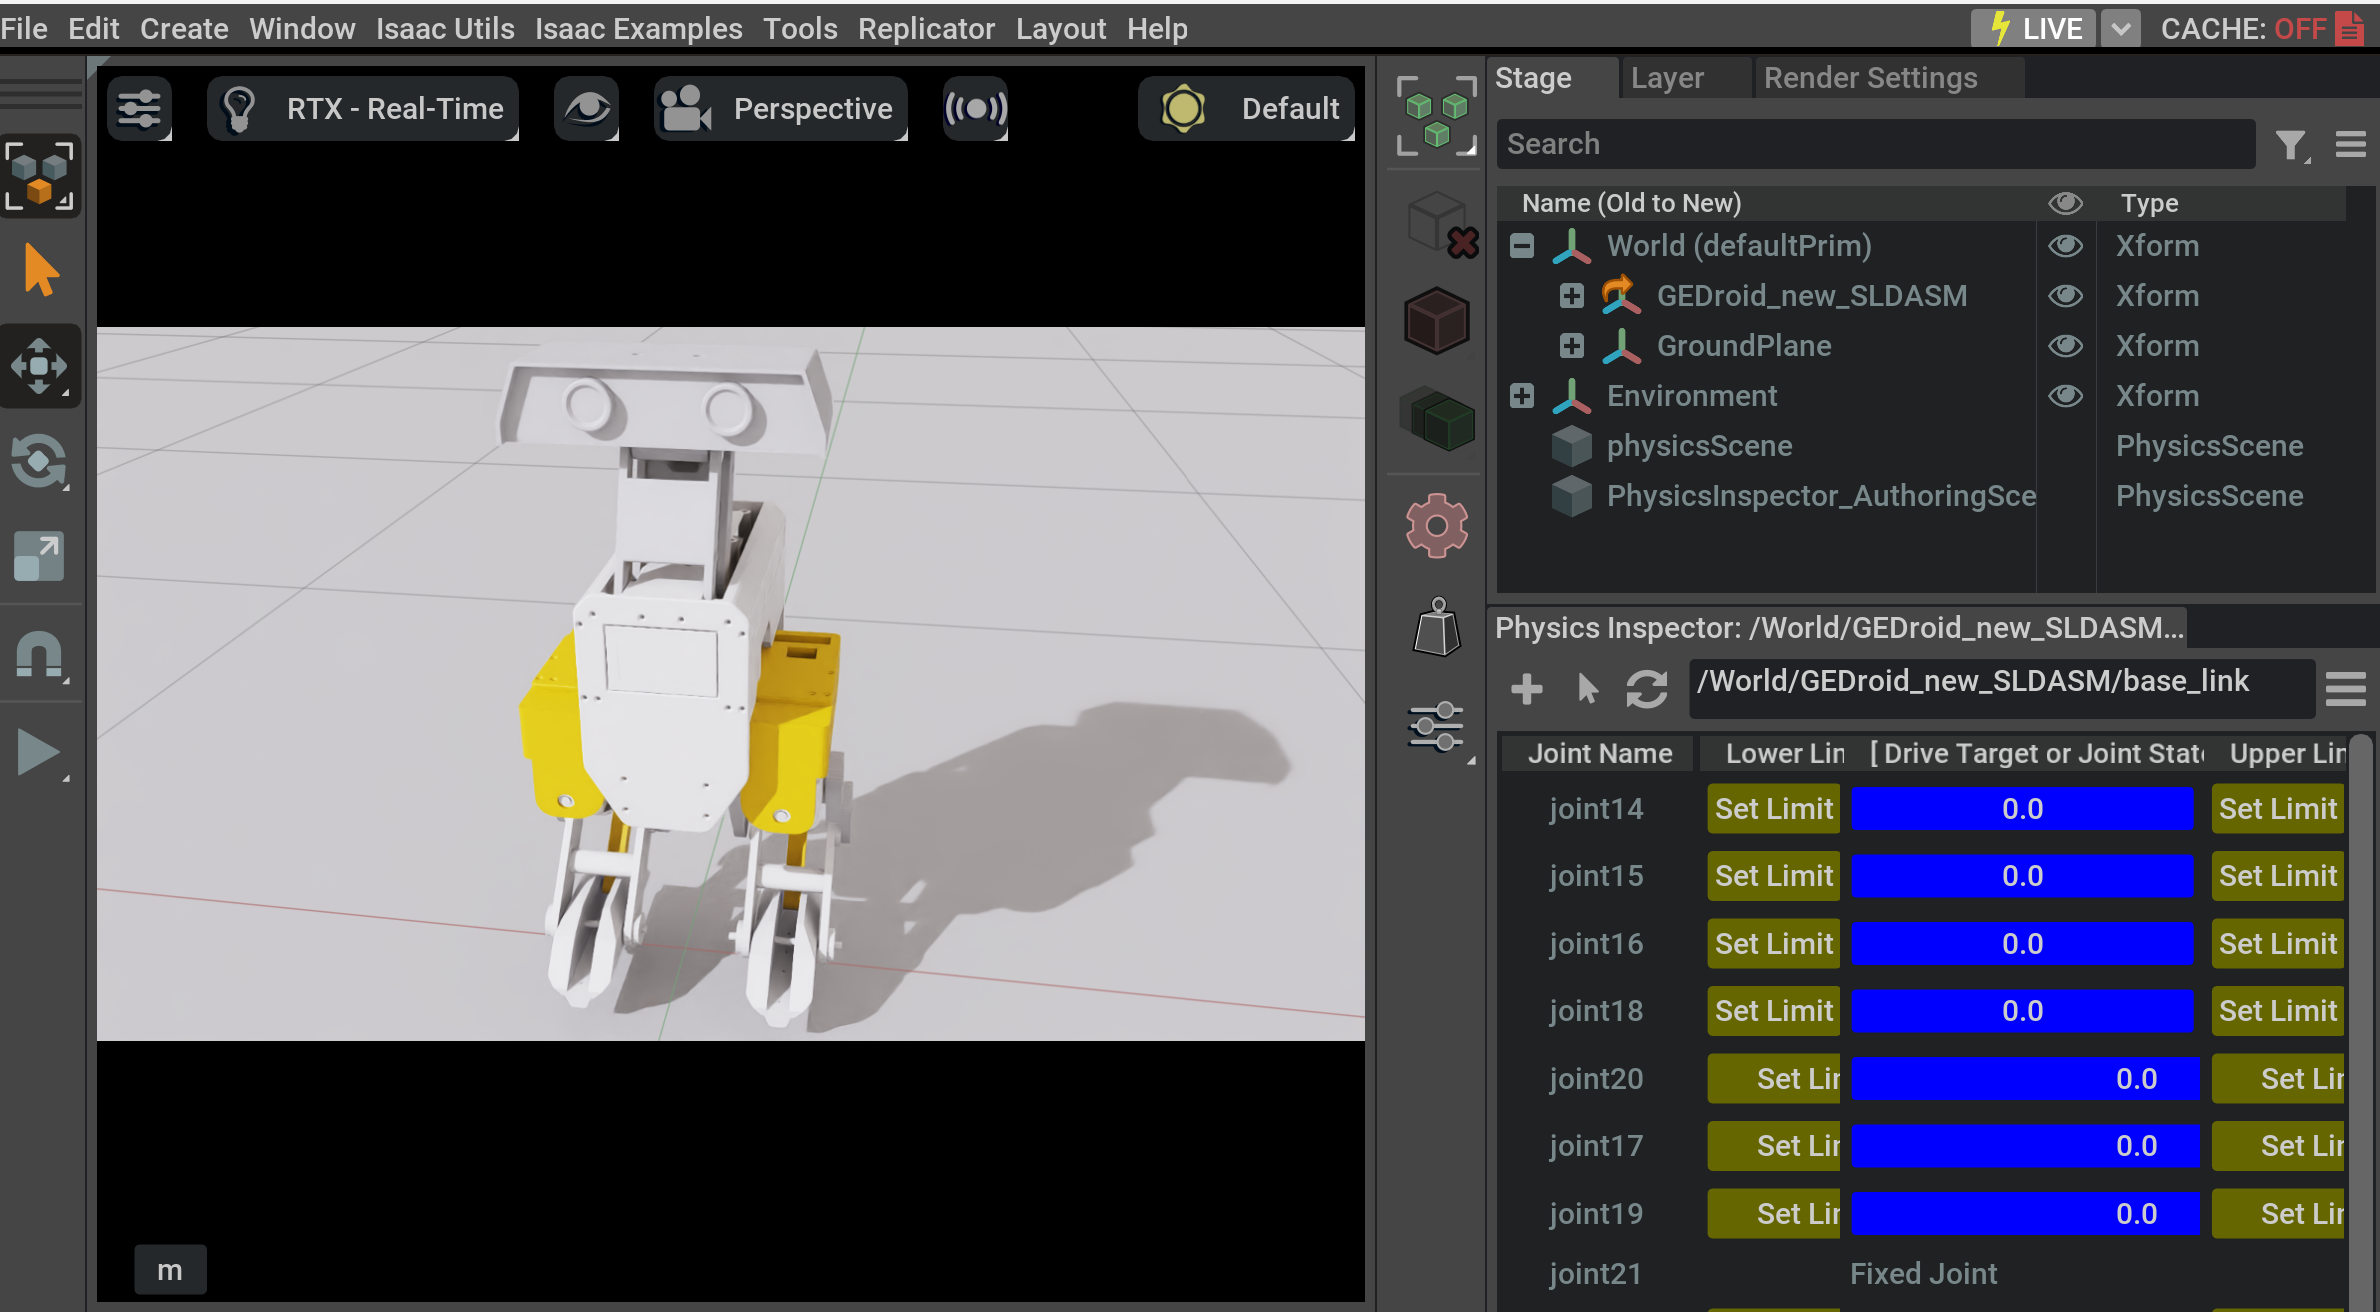 File Edit Create Window Isaac Utils Isaac Examples Tools Replicator Layout Help
LIVE
CACHE: OFF
RTX - Real-Time
Perspective
Default
m
Stage Layer Render Settings
Search
Name (Old to New) Type
World (defaultPrim) Xform
GEDroid_new_SLDASM Xform
GroundPlane Xform
Environment Xform
physicsScene PhysicsScene
PhysicsInspector_AuthoringSce PhysicsScene
Physics Inspector: /World/GEDroid_new_SLDASM...
/World/GEDroid_new_SLDASM/base_link
Joint Name Lower Lin [ Drive Target or Joint State Upper Lin
joint14 Set Limit 0.0 Set Limit
joint15 Set Limit 0.0 Set Limit
joint16 Set Limit 0.0 Set Limit
joint18 Set Limit 0.0 Set Limit
joint20 Set Lir 0.0 Set Lir
joint17 Set Lir 0.0 Set Lir
joint19 Set Lir 0.0 Set Lir
joint21 Fixed Joint